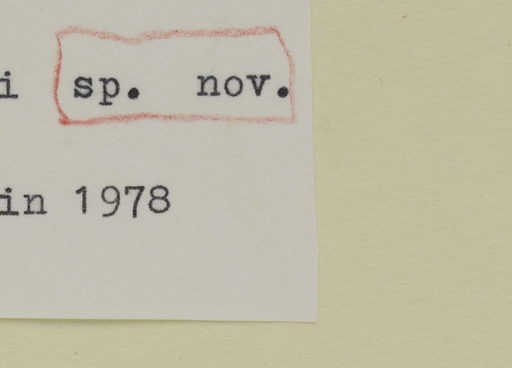 i sp. nov.
in 1978